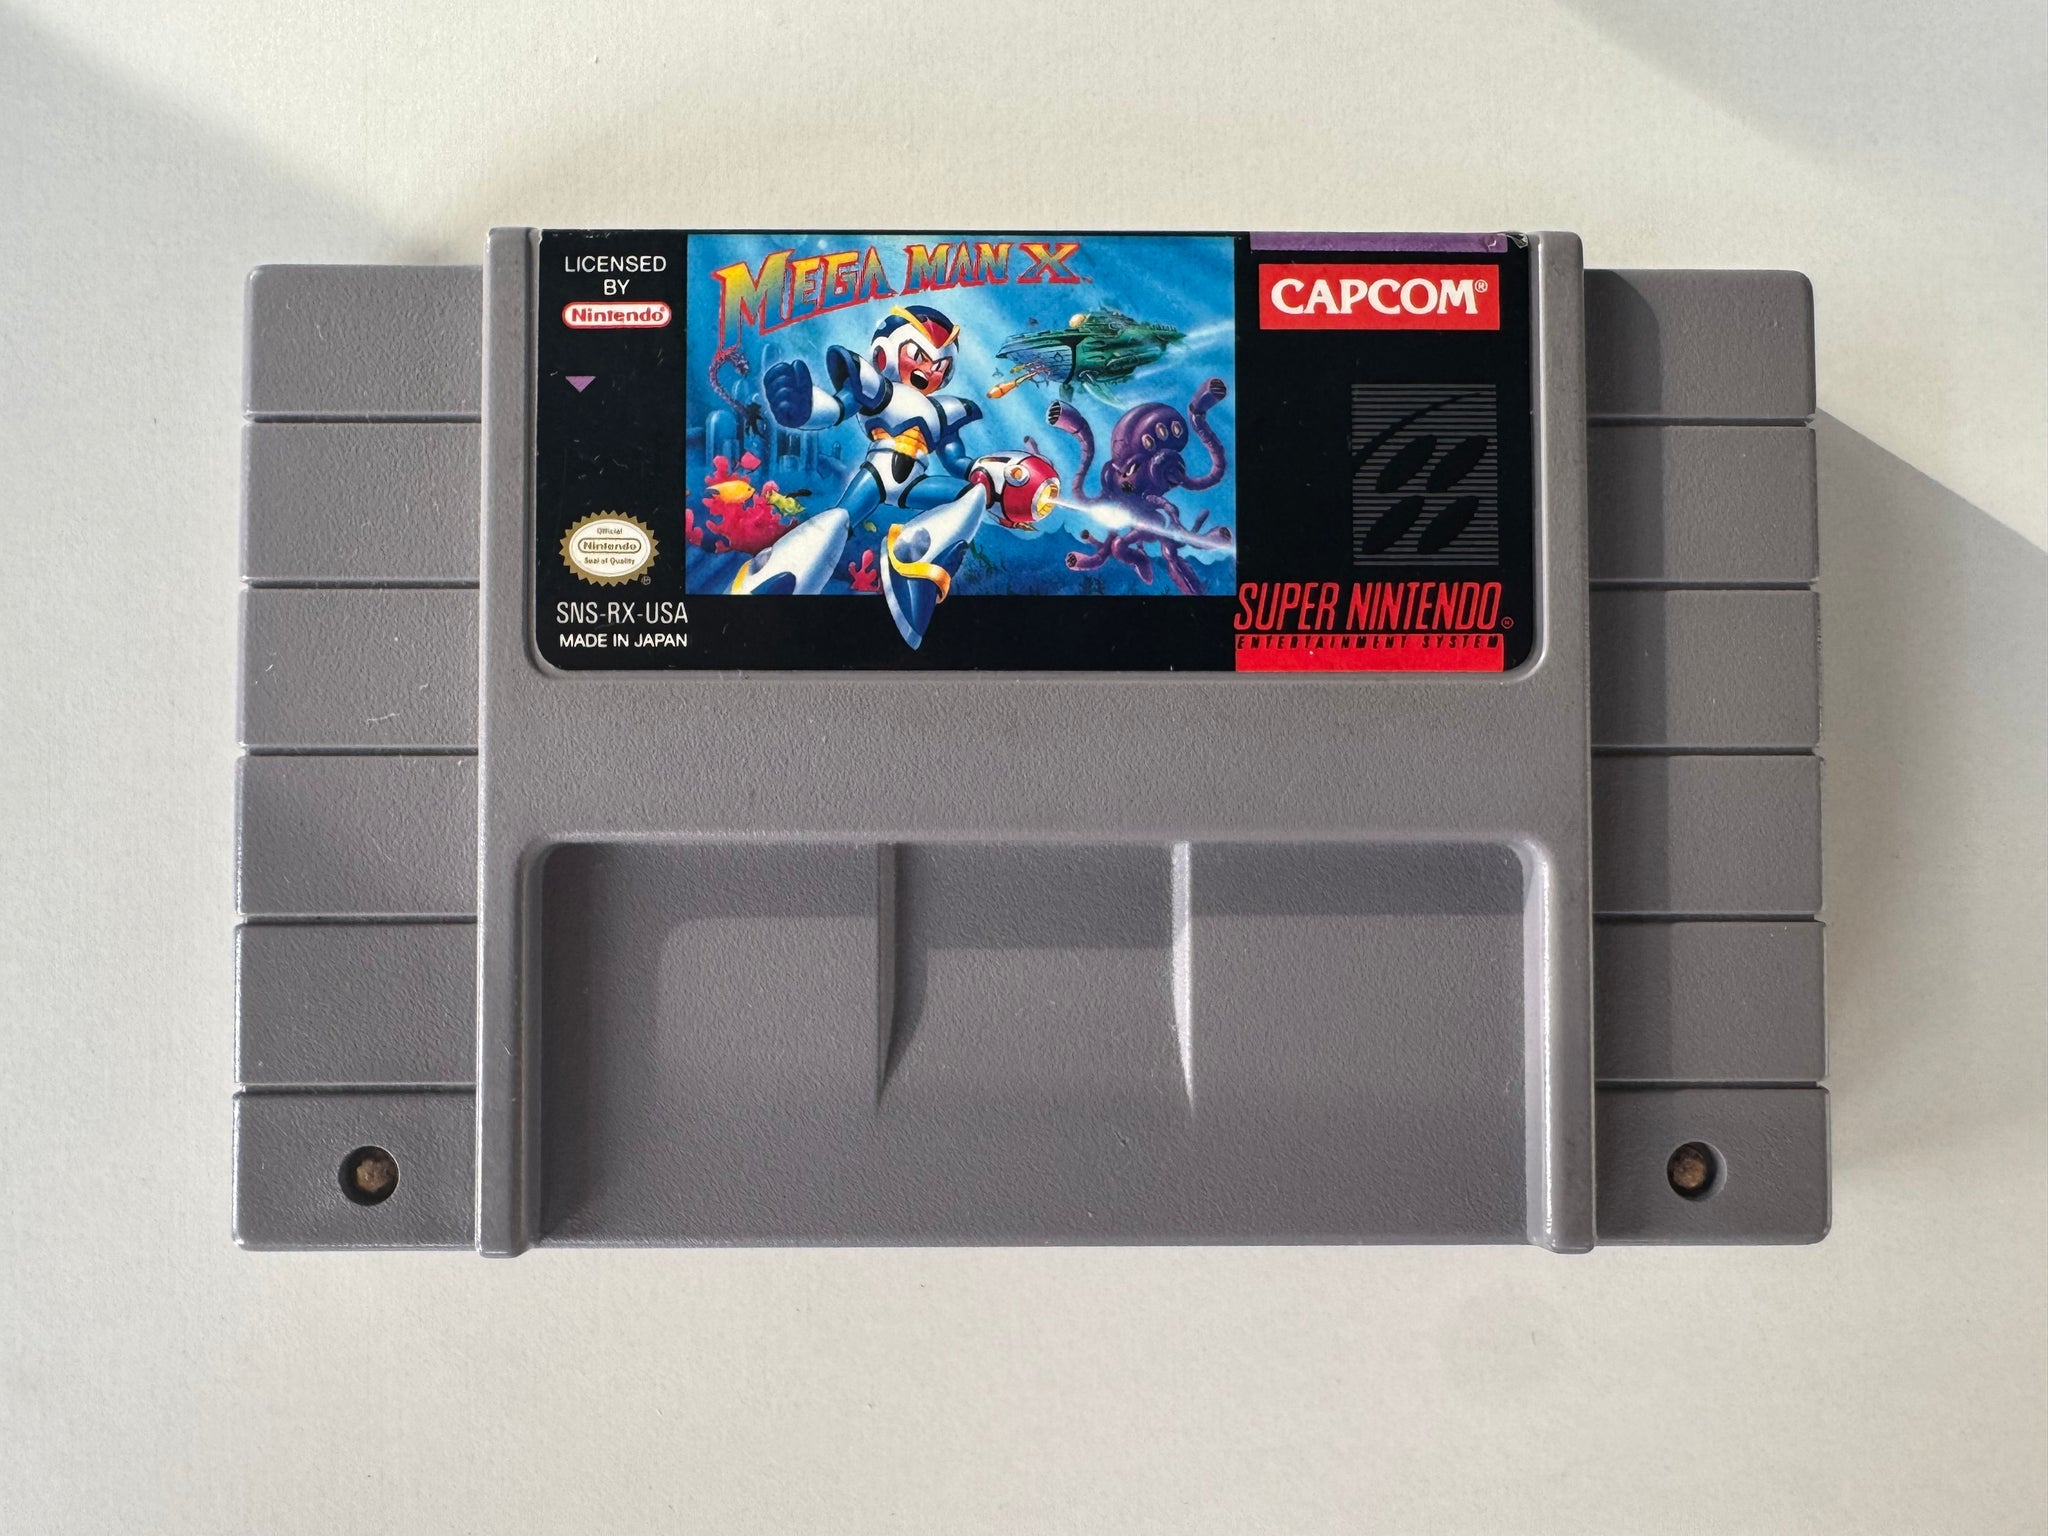 LICENSED
BY
Nintendo®
MEGA MAN X™
CAPCOM®
Official
Nintendo
Seal of Quality
SNS-RX-USA
MADE IN JAPAN
SUPER NINTENDO®
ENTERTAINMENT SYSTEM